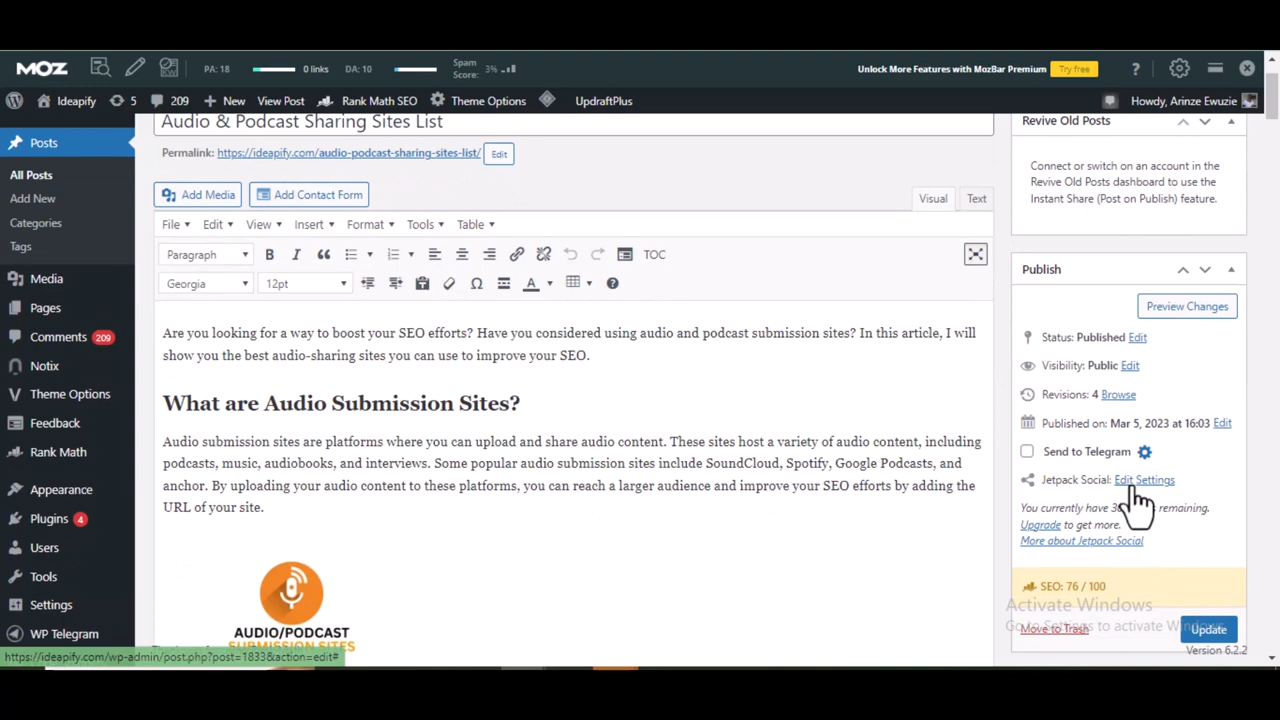 MOZ PA: 18 0 links DA: 10 Spam Score: 3% Unlock More Features with MozBar Premium Try free ?
Ideapify 5 209 + New View Post Rank Math SEO Theme Options UpdraftPlus Howdy, Arinze Ewuzie
Posts
All Posts
Add New
Categories
Tags
Media
Pages
Comments 209
Notix
Theme Options
Feedback
Rank Math
Appearance
Plugins 4
Users
Tools
Settings
WP Telegram
Audio & Podcast Sharing Sites List
Permalink: https://ideapify.com/audio-podcast-sharing-sites-list/ Edit
Add Media Add Contact Form Visual Text
File Edit View Insert Format Tools Table
Paragraph B I TOC
Georgia 12pt Ω A
Are you looking for a way to boost your SEO efforts? Have you considered using audio and podcast submission sites? In this article, I will
show you the best audio-sharing sites you can use to improve your SEO.
What are Audio Submission Sites?
Audio submission sites are platforms where you can upload and share audio content. These sites host a variety of audio content, including
podcasts, music, audiobooks, and interviews. Some popular audio submission sites include SoundCloud, Spotify, Google Podcasts, and
anchor. By uploading your audio content to these platforms, you can reach a larger audience and improve your SEO efforts by adding the
URL of your site.
AUDIO/PODCAST
SUBMISSION SITES
Revive Old Posts
Connect or switch on an account in the
Revive Old Posts dashboard to use the
Instant Share (Post on Publish) feature.
Publish
Preview Changes
Status: Published Edit
Visibility: Public Edit
Revisions: 4 Browse
Published on: Mar 5, 2023 at 16:03 Edit
Send to Telegram
Jetpack Social: Edit Settings
You currently have remaining.
Upgrade to get more.
More about Jetpack Social
SEO: 76 / 100
Activate Windows
Go to Settings to activate Windows.
Move to Trash Update
Version 6.2.2
https://ideapify.com/wp-admin/post.php?post=1833&action=edit#